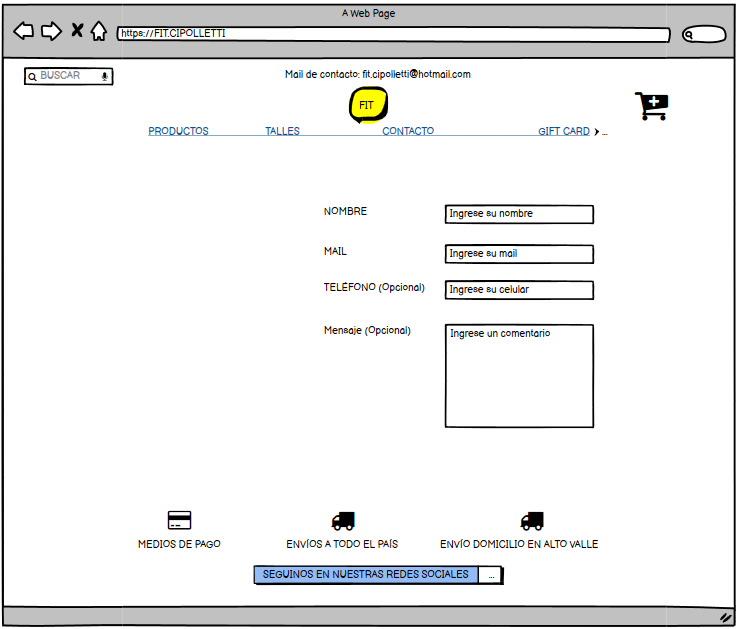 A Web Page
https://FIT.CIPOLLETTI
BUSCAR
Mail de contacto: fit.cipolletti@hotmail.com
FIT
PRODUCTOS TALLES CONTACTO GIFT CARD > ...
NOMBRE Ingrese su nombre
MAIL Ingrese su mail
TELÉFONO (Opcional) Ingrese su celular
Mensaje (Opcional) Ingrese un comentario
MEDIOS DE PAGO ENVÍOS A TODO EL PAÍS ENVÍO DOMICILIO EN ALTO VALLE
SEGUINOS EN NUESTRAS REDES SOCIALES ...